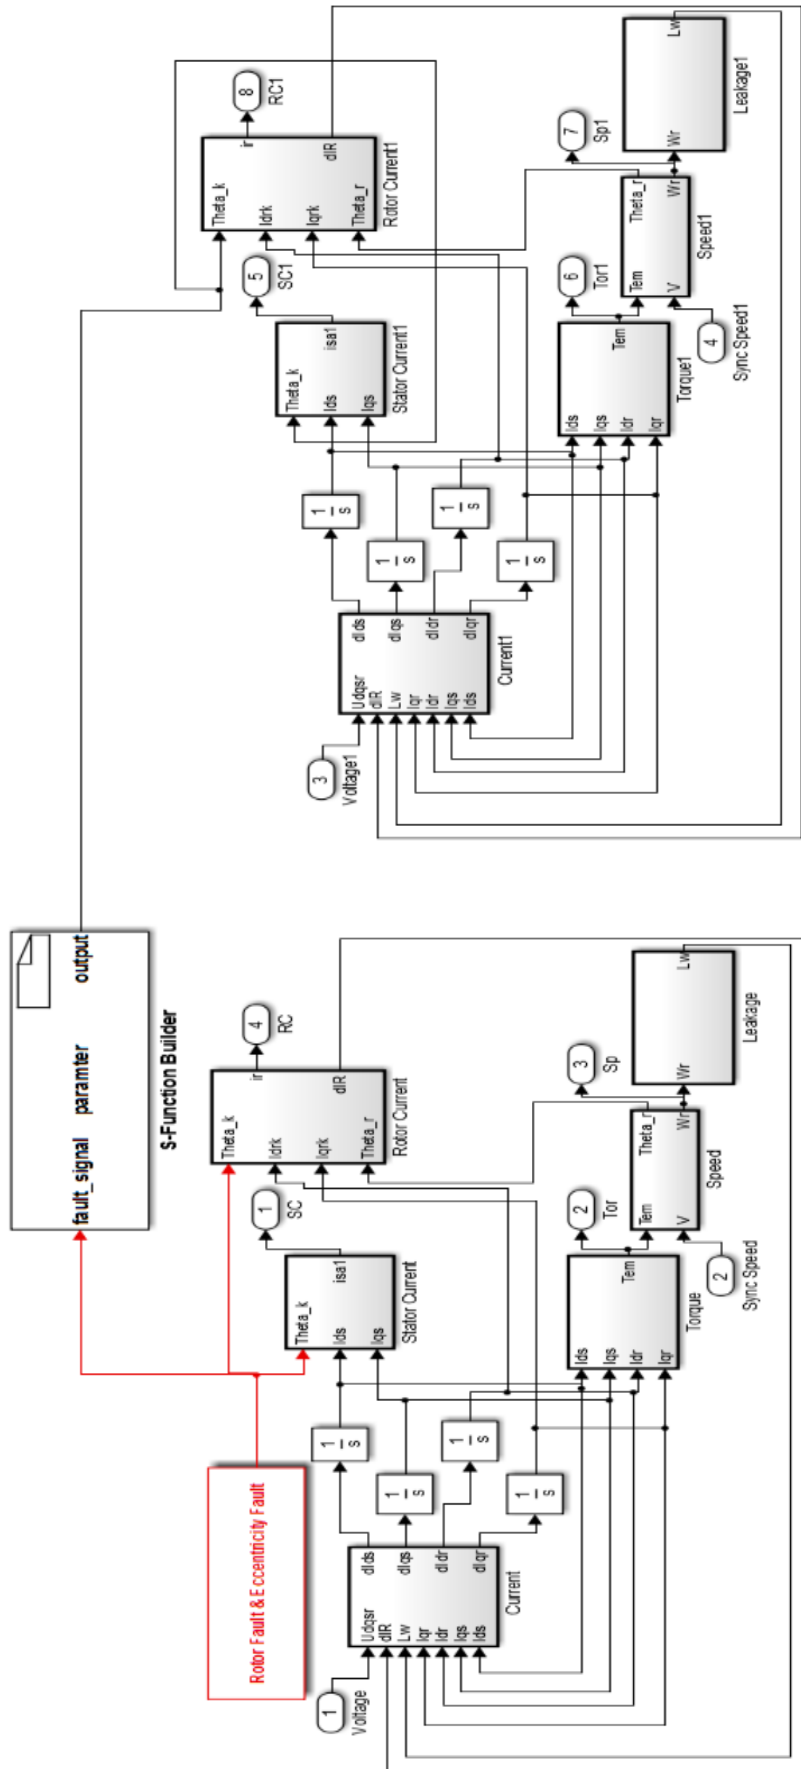 Rotor Fault & Eccentricity Fault
fault_signal paramter output
S-Function Builder
1
Voltage
Udqsr
dIR
Lw
Iqr
Idr
Iqs
Ids
dIds
dIqs
dIdr
dIqr
Current
1
s
1
s
1
s
1
s
Theta_k
Ids
Iqs
isa1
Stator Current
1
SC
Theta_k
Idrk
Iqrk
Theta_r
ir
dIR
Rotor Current
4
RC
Ids
Iqs
Idr
Iqr
Tem
Torque
2
Tor
2
Sync Speed
Tem
V
Theta_r
Wr
Speed
3
Sp
Wr
Lw
Leakage
3
Voltage1
Udqsr
dIR
Lw
Iqr
Idr
Iqs
Ids
dIds
dIqs
dIdr
dIqr
Current1
1
s
1
s
1
s
1
s
Theta_k
Ids
Iqs
isa1
Stator Current1
5
SC1
Theta_k
Idrk
Iqrk
Theta_r
ir
dIR
Rotor Current1
8
RC1
Ids
Iqs
Idr
Iqr
Tem
Torque1
6
Tor1
4
Sync Speed1
Tem
V
Theta_r
Wr
Speed1
7
Sp1
Wr
Lw
Leakage1